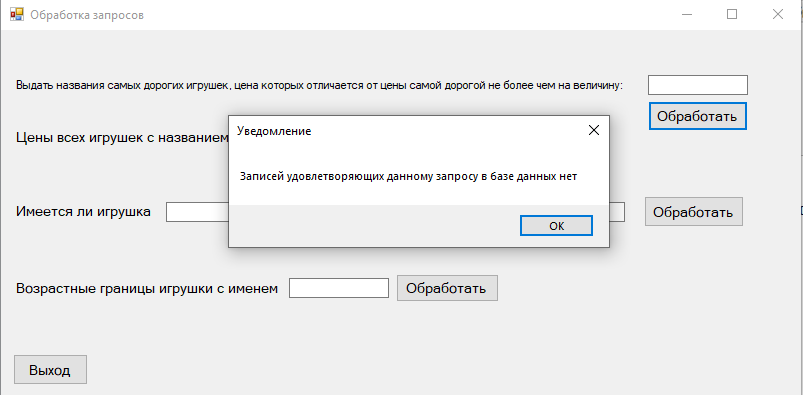 Обработка запросов
Выдать названия самых дорогих игрушек, цена которых отличается от цены самой дорогой не более чем на величину:
Обработать
Уведомление
Цены всех игрушек с названием
Записей удовлетворяющих данному запросу в базе данных нет
Имеется ли игрушка
Обработать
ОК
Возрастные границы игрушки с именем
Обработать
Выход